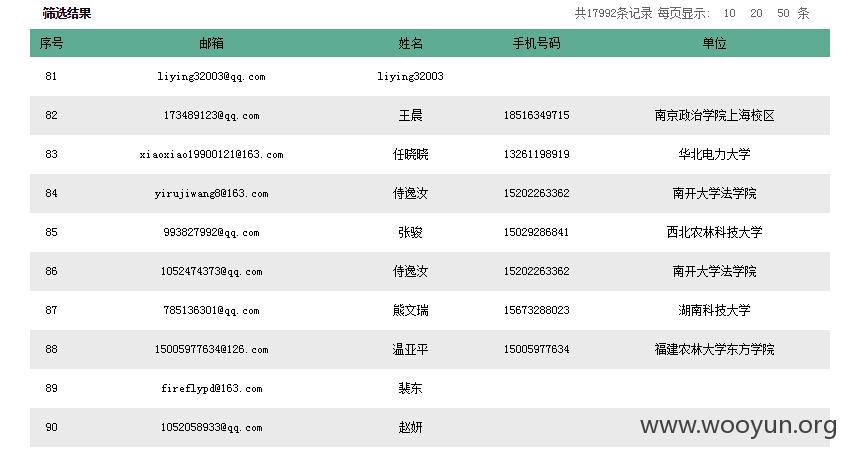 筛选结果 共17992条记录 每页显示: 10 20 50 条
序号 邮箱 姓名 手机号码 单位
81 liying32003@qq.com liying32003
82 173489123@qq.com 王晨 18516349715 南京政治学院上海校区
83 xiaoxiao19900121@163.com 任晓晓 13261198919 华北电力大学
84 yirujiwang8@163.com 侍逸汝 15202263362 南开大学法学院
85 993827992@qq.com 张骏 15029286841 西北农林科技大学
86 1052474373@qq.com 侍逸汝 15202263362 南开大学法学院
87 785136301@qq.com 熊文瑞 15673288023 湖南科技大学
88 15005977634@126.com 温亚平 15005977634 福建农林大学东方学院
89 fireflypd@163.com 裴东
90 1052058933@qq.com 赵妍
www.wooyun.org